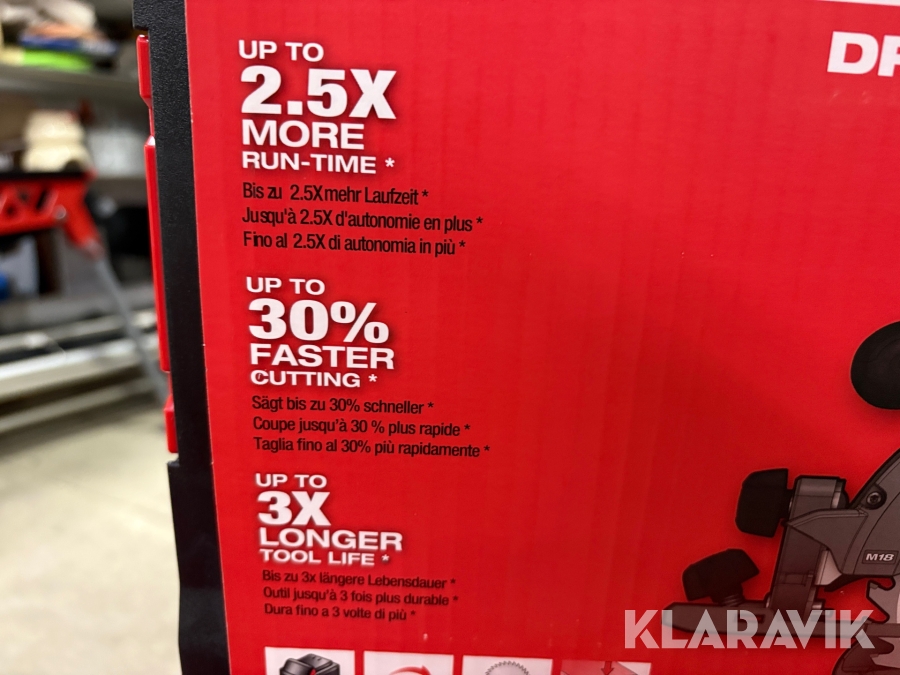 UP TO
2.5X
MORE
RUN-TIME *
Bis zu 2.5X mehr Laufzeit *
Jusqu'à 2.5X d'autonomie en plus *
Fino al 2.5X di autonomia in più *
UP TO
30%
FASTER
CUTTING *
Sägt bis zu 30% schneller *
Coupe jusqu'à 30 % plus rapide *
Taglia fino al 30% più rapidamente *
UP TO
3X
LONGER
TOOL LIFE *
Bis zu 3x längere Lebensdauer *
Outil jusqu'à 3 fois plus durable *
Dura fino a 3 volte di più *
M18
KLARAVIK